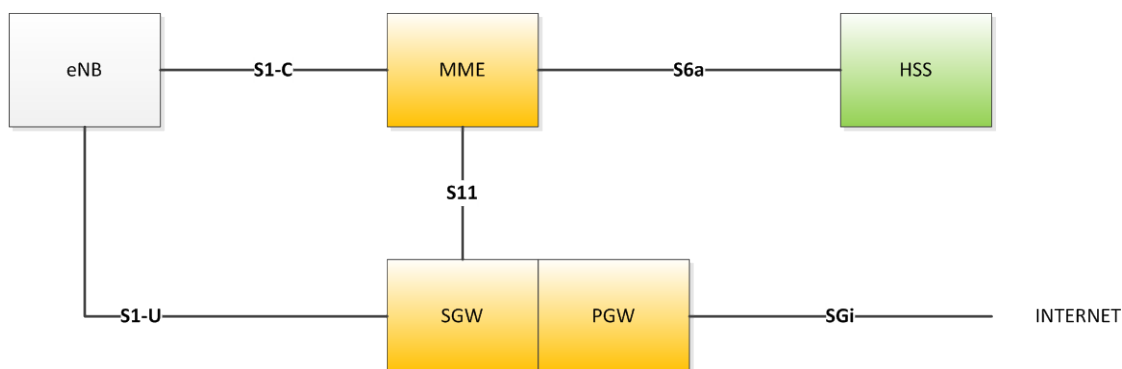 eNB
S1-C
MME
S6a
HSS
S11
S1-U
SGW
PGW
SGi
INTERNET